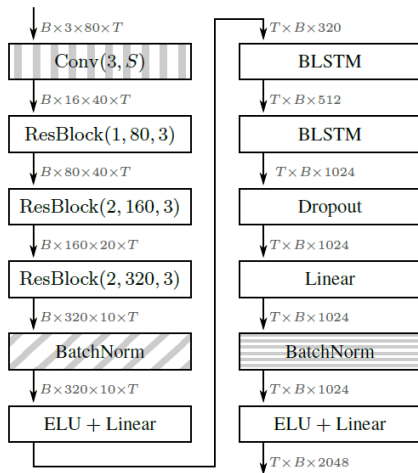 B×3×80×T
Conv(3, S)
B×16×40×T
ResBlock(1, 80, 3)
B×80×40×T
ResBlock(2, 160, 3)
B×160×20×T
ResBlock(2, 320, 3)
B×320×10×T
BatchNorm
B×320×10×T
ELU + Linear
T×B×320
BLSTM
T×B×512
BLSTM
T×B×1024
Dropout
T×B×1024
Linear
T×B×1024
BatchNorm
T×B×1024
ELU + Linear
T×B×2048